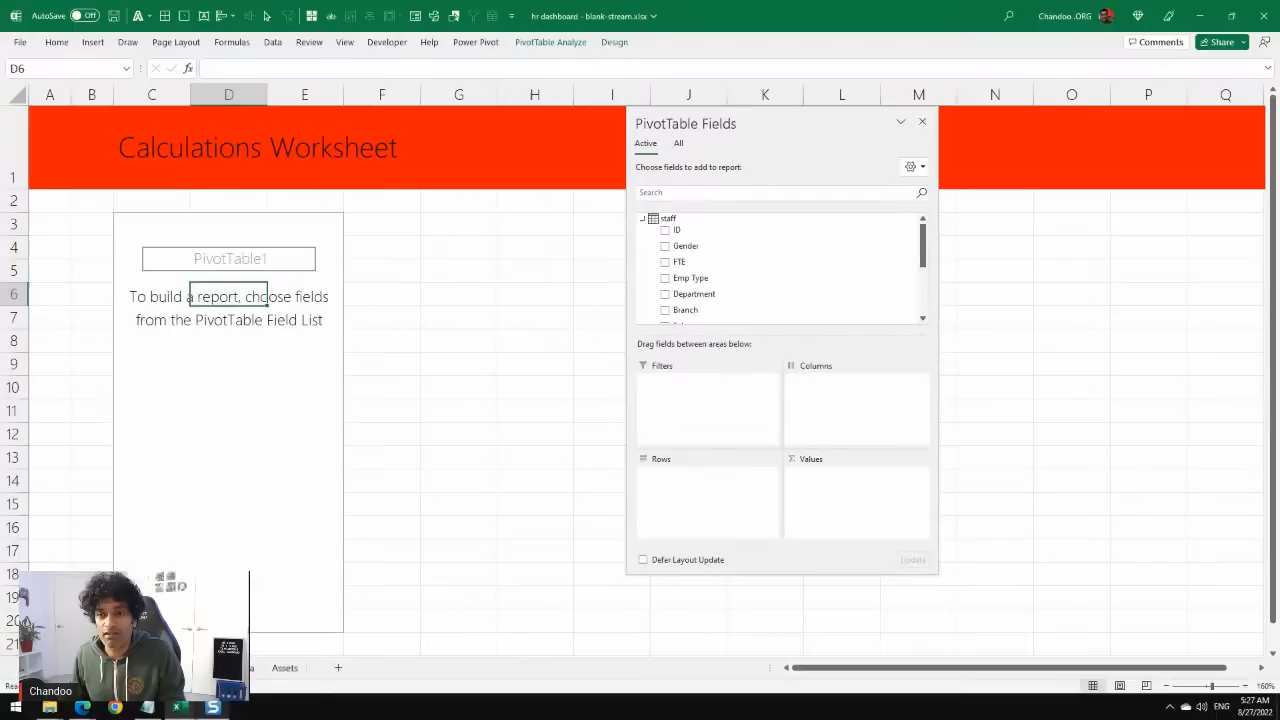 AutoSave
Off
hr dashboard - blank-stream.xlsx
Chandoo .ORG
File
Home
Insert
Draw
Page Layout
Formulas
Data
Review
View
Developer
Help
Power Pivot
PivotTable Analyze
Design
Comments
Share
D6
fx
A B C D E F G H I J K L M N O P Q
1
2
3
4
5
6
7
8
9
10
11
12
13
14
15
16
17
18
19
20
21
Calculations Worksheet
PivotTable1
To build a report, choose fields
from the PivotTable Field List
PivotTable Fields
Active
All
Choose fields to add to report:
Search
staff
ID
Gender
FTE
Emp Type
Department
Branch
Drag fields between areas below:
Filters
Columns
Rows
Σ Values
Defer Layout Update
Update
Chandoo
Assets
160%
ENG
5:27 AM
8/27/2022